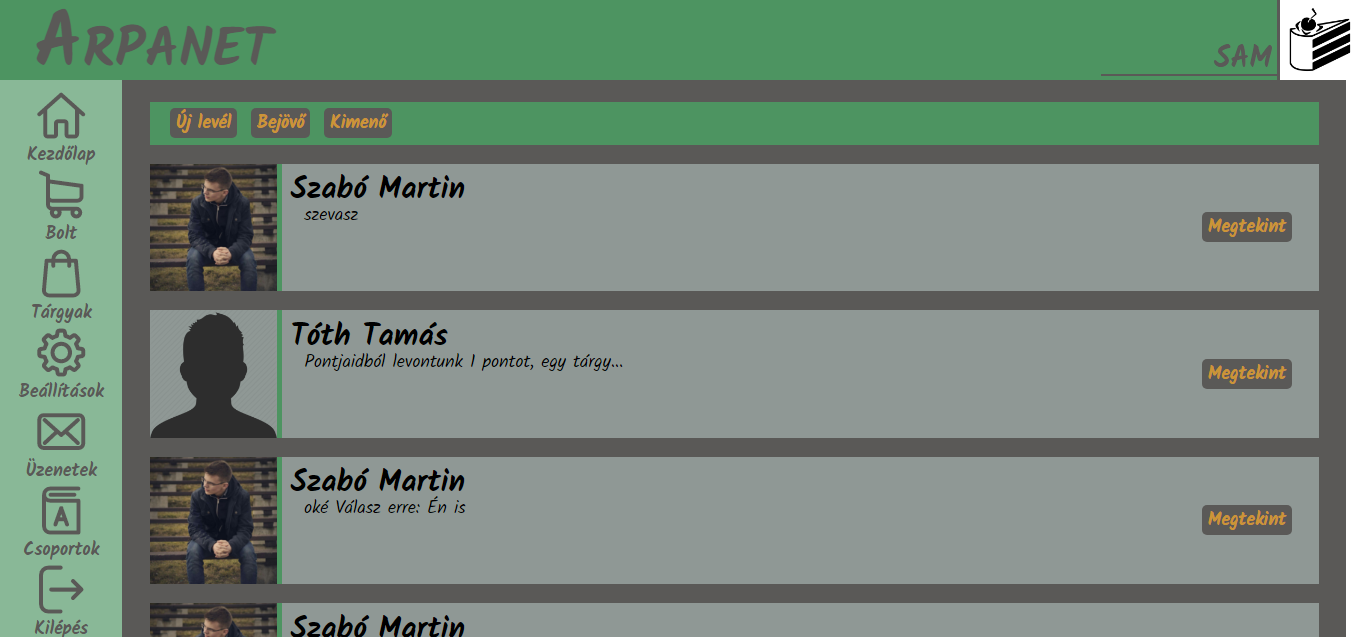 ARPANET
SAM
Kezdőlap
Bolt
Tárgyak
Beállítások
Üzenetek
A
Csoportok
Kilépés
Új levél Bejövő Kimenő
Szabó Martin
szevasz
Megtekint
Tóth Tamás
Pontjaidból levontunk 1 pontot, egy tárgy...
Megtekint
Szabó Martin
oké Válasz erre: Én is
Megtekint
Szabó Martin